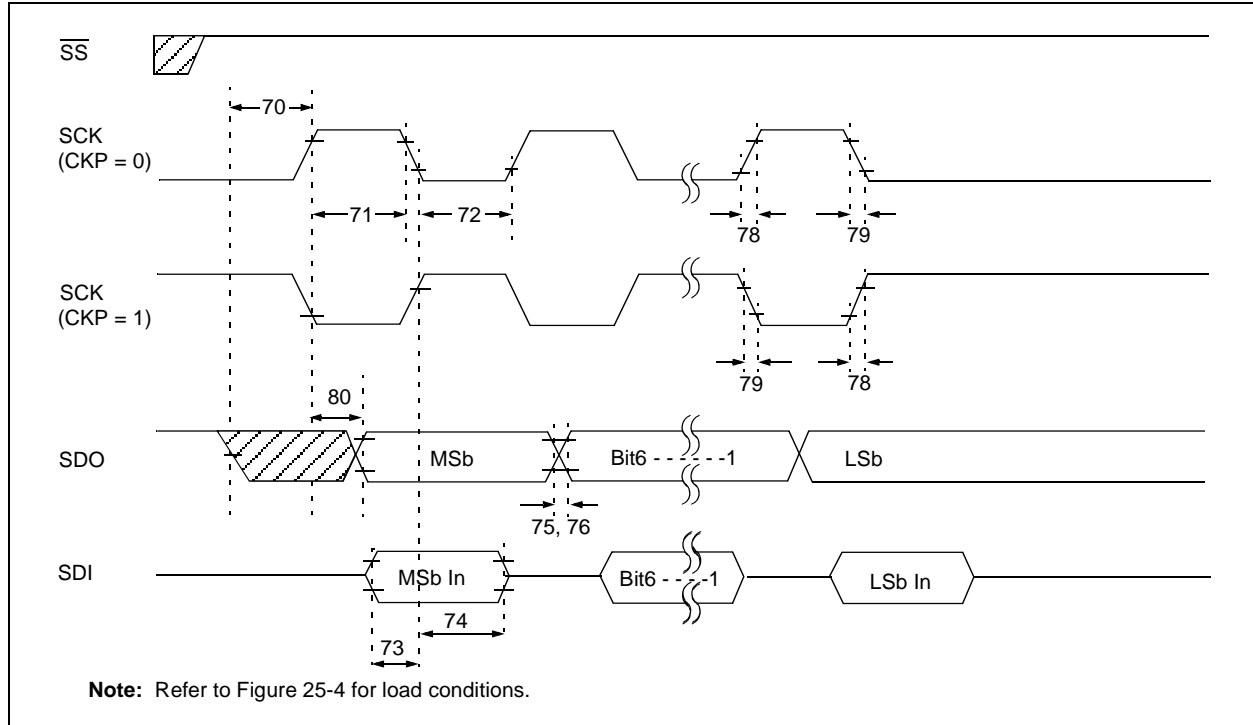 SS
70
SCK
(CKP = 0)
71
72
78
79
SCK
(CKP = 1)
79
78
80
SDO
MSb
Bit6 - - - - - -1
LSb
75, 76
SDI
MSb In
Bit6 - - - -1
LSb In
74
73
Note: Refer to Figure 25-4 for load conditions.